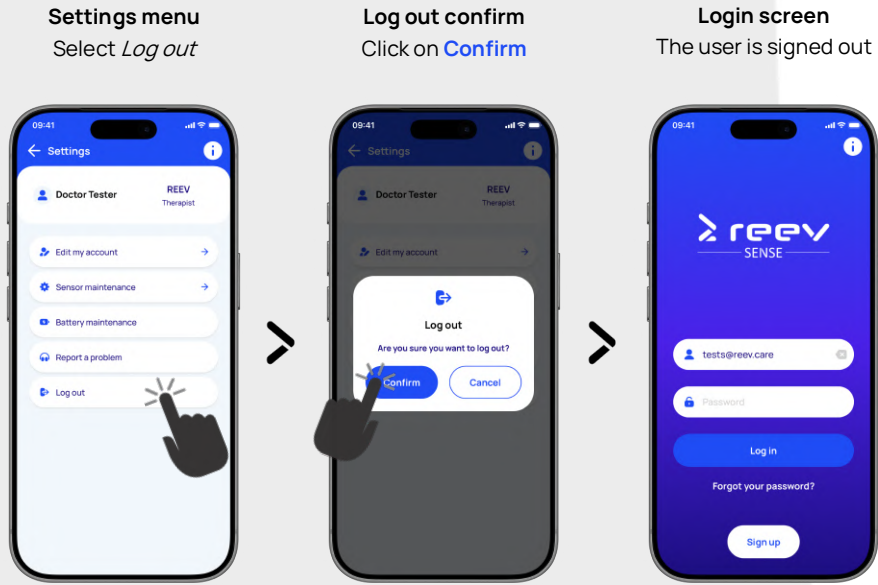 Settings menu
Select Log out
09:41
Settings
Doctor Tester
REEV
Therapist
Edit my account
Sensor maintenance
Battery maintenance
Report a problem
Log out
Log out confirm
Click on Confirm
09:41
Settings
Doctor Tester
REEV
Therapist
Edit my account
Log out
Are you sure you want to log out?
Confirm
Cancel
Login screen
The user is signed out
09:41
reev
SENSE
tests@reev.care
Password
Log in
Forgot your password?
Sign up